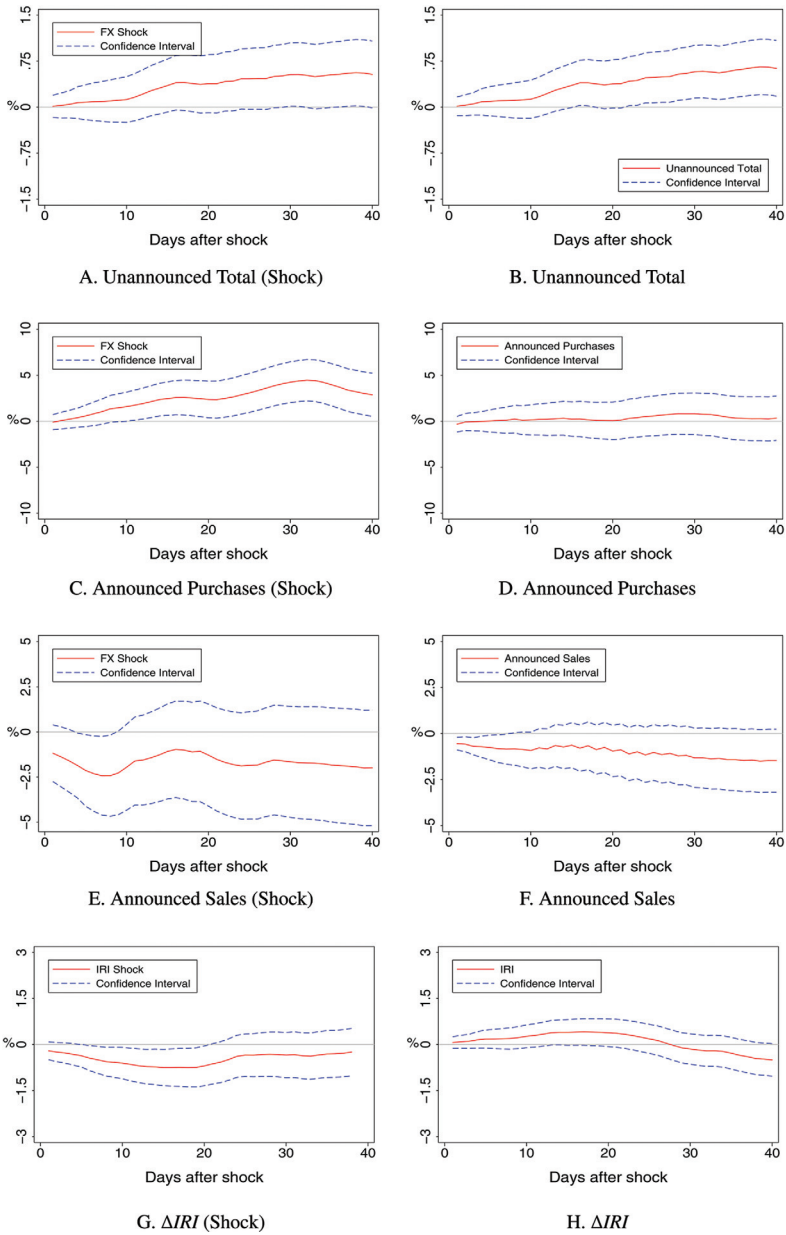 1.5
.75
% 0
−.75
−1.5
FX Shock
Confidence Interval
0 10 20 30 40
Days after shock
A. Unannounced Total (Shock)
1.5
.75
% 0
−.75
−1.5
Unannounced Total
Confidence Interval
0 10 20 30 40
Days after shock
B. Unannounced Total
10
5
% 0
−5
−10
FX Shock
Confidence Interval
0 10 20 30 40
Days after shock
C. Announced Purchases (Shock)
10
5
% 0
−5
−10
Announced Purchases
Confidence Interval
0 10 20 30 40
Days after shock
D. Announced Purchases
5
2.5
% 0
−2.5
−5
FX Shock
Confidence Interval
0 10 20 30 40
Days after shock
E. Announced Sales (Shock)
5
2.5
% 0
−2.5
−5
Announced Sales
Confidence Interval
0 10 20 30 40
Days after shock
F. Announced Sales
3
1.5
% 0
−1.5
−3
IRI Shock
Confidence Interval
0 10 20 30 40
Days after shock
G. ΔIRI (Shock)
3
1.5
% 0
−1.5
−3
IRI
Confidence Interval
0 10 20 30 40
Days after shock
H. ΔIRI